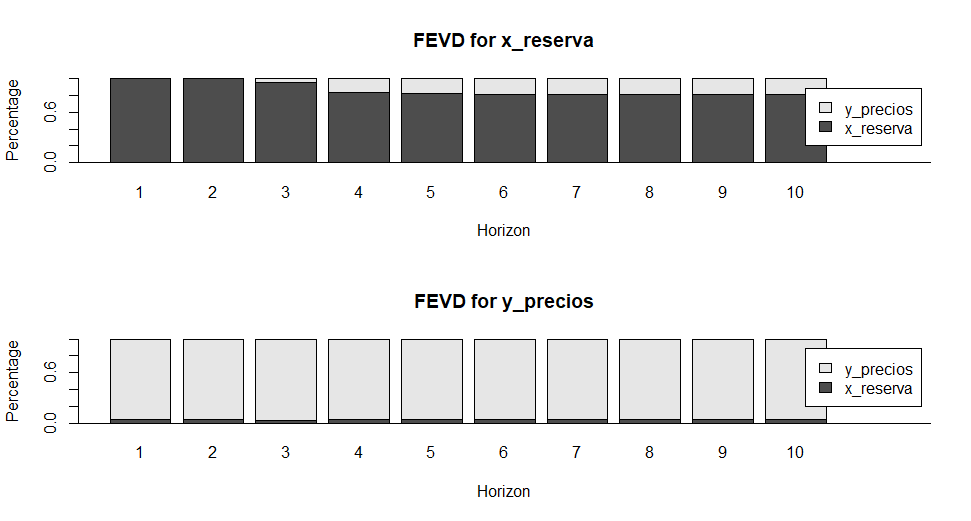 FEVD for x_reserva
Percentage
0.0 0.6
y_precios
x_reserva
1 2 3 4 5 6 7 8 9 10
Horizon
FEVD for y_precios
Percentage
0.0 0.6
y_precios
x_reserva
1 2 3 4 5 6 7 8 9 10
Horizon